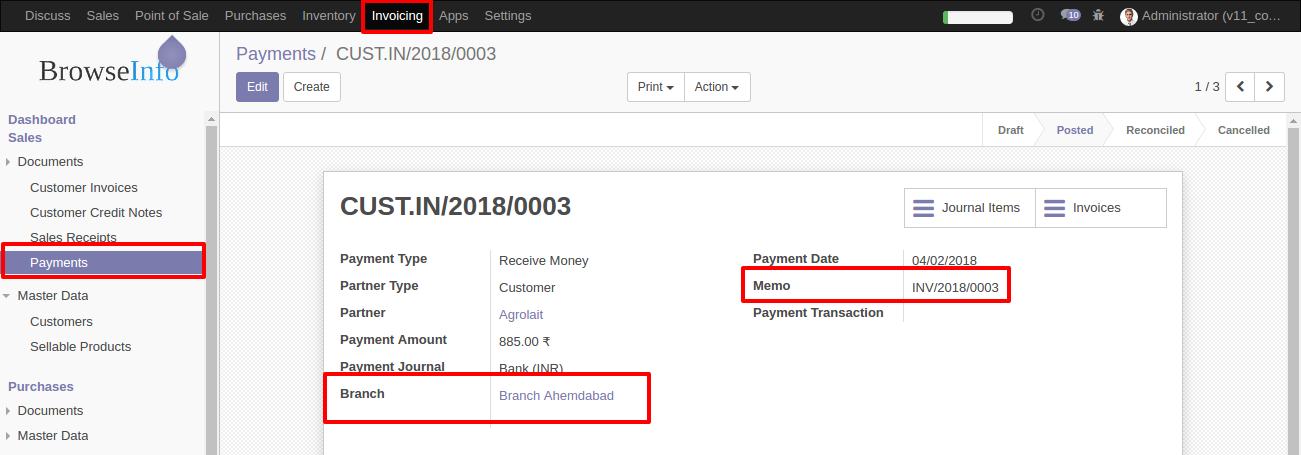 Discuss Sales Point of Sale Purchases Inventory Invoicing Apps Settings 10 Administrator (v11_co...
BrowseInfo
Payments / CUST.IN/2018/0003
Edit Create Print Action 1 / 3
Dashboard
Sales
Documents
Customer Invoices
Customer Credit Notes
Sales Receipts
Payments
Master Data
Customers
Sellable Products
Purchases
Documents
Master Data
Draft Posted Reconciled Cancelled
CUST.IN/2018/0003
Journal Items Invoices
Payment Type Receive Money
Partner Type Customer
Partner Agrolait
Payment Amount 885.00 ₹
Payment Journal Bank (INR)
Branch Branch Ahemdabad
Payment Date 04/02/2018
Memo INV/2018/0003
Payment Transaction